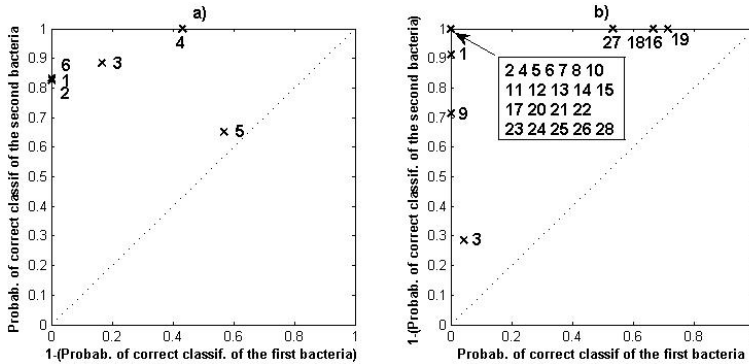 a)
Probab. of correct classif of the second bacteria
1
0.9
0.8
0.7
0.6
0.5
0.4
0.3
0.2
0.1
0
6
1
2
3
4
5
0 0.2 0.4 0.6 0.8 1
1-(Probab. of correct classif. of the first bacteria)
b)
1-(Probab. of correct classif. of the second bacteria)
1
0.9
0.8
0.7
0.6
0.5
0.4
0.3
0.2
0.1
0
1
9
3
27 18 16 19
2 4 5 6 7 8 10
11 12 13 14 15
17 20 21 22
23 24 25 26 28
0 0.2 0.4 0.6 0.8
Probab. of correct classif. of the first bacteria